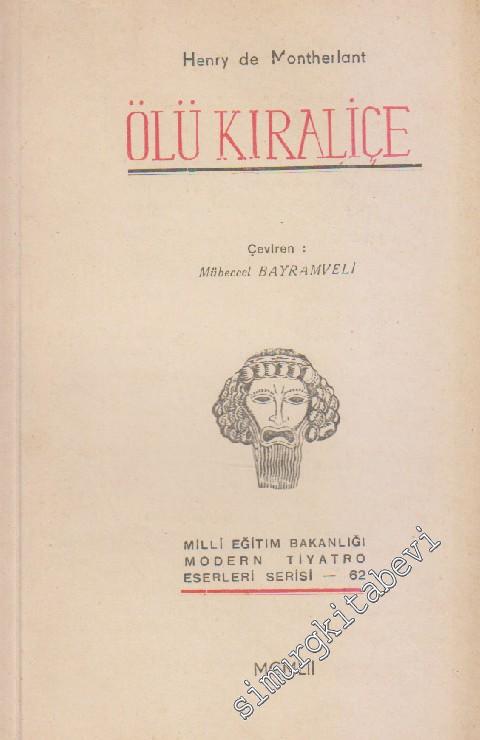 Henry de Montherlant
ÖLÜ KIRALİÇE
Çeviren :
Mübeccel BAYRAMVELİ
MİLLİ EĞİTİM BAKANLIĞI
MODERN TİYATRO
ESERLERİ SERİSİ — 62
MCMLII
simurgkitabevi